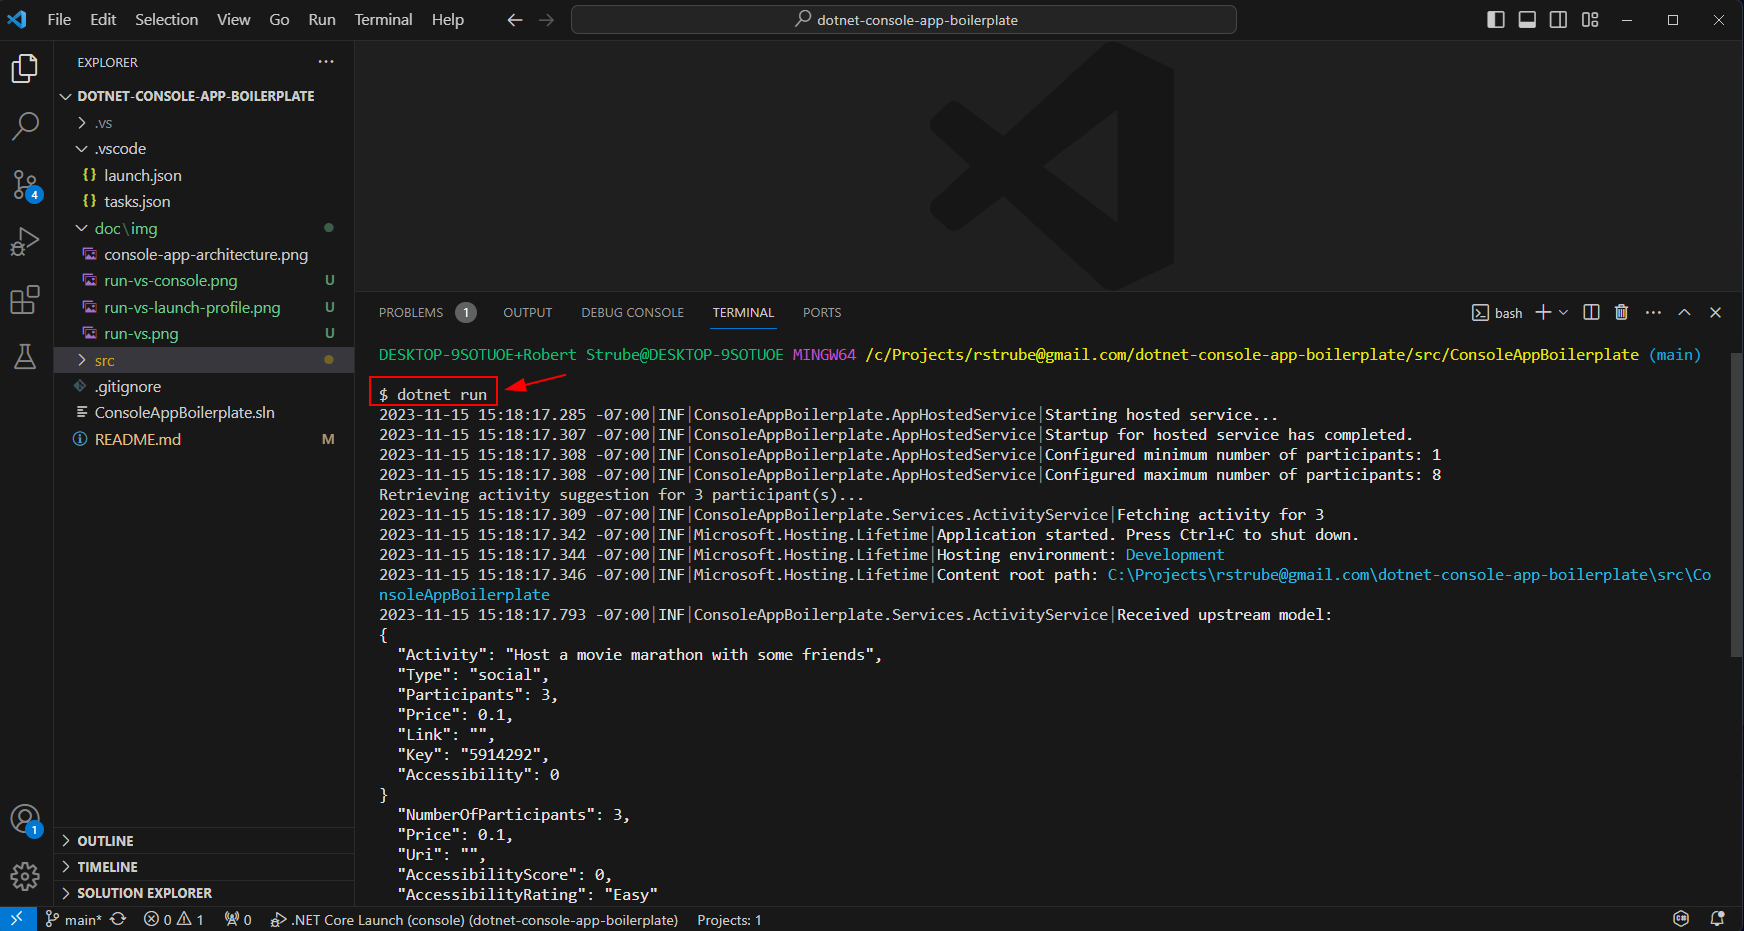 File Edit Selection View Go Run Terminal Help
dotnet-console-app-boilerplate
EXPLORER
DOTNET-CONSOLE-APP-BOILERPLATE
.vs
.vscode
{} launch.json
{} tasks.json
doc\img
console-app-architecture.png
run-vs-console.png U
run-vs-launch-profile.png U
run-vs.png U
src
.gitignore
ConsoleAppBoilerplate.sln
README.md M
OUTLINE
TIMELINE
SOLUTION EXPLORER
4
1
PROBLEMS 1 OUTPUT DEBUG CONSOLE TERMINAL PORTS
bash
DESKTOP-9SOTUOE+Robert Strube@DESKTOP-9SOTUOE MINGW64 /c/Projects/rstrube@gmail.com/dotnet-console-app-boilerplate/src/ConsoleAppBoilerplate (main)
$ dotnet run
2023-11-15 15:18:17.285 -07:00|INF|ConsoleAppBoilerplate.AppHostedService|Starting hosted service...
2023-11-15 15:18:17.307 -07:00|INF|ConsoleAppBoilerplate.AppHostedService|Startup for hosted service has completed.
2023-11-15 15:18:17.308 -07:00|INF|ConsoleAppBoilerplate.AppHostedService|Configured minimum number of participants: 1
2023-11-15 15:18:17.308 -07:00|INF|ConsoleAppBoilerplate.AppHostedService|Configured maximum number of participants: 8
Retrieving activity suggestion for 3 participant(s)...
2023-11-15 15:18:17.309 -07:00|INF|ConsoleAppBoilerplate.Services.ActivityService|Fetching activity for 3
2023-11-15 15:18:17.342 -07:00|INF|Microsoft.Hosting.Lifetime|Application started. Press Ctrl+C to shut down.
2023-11-15 15:18:17.344 -07:00|INF|Microsoft.Hosting.Lifetime|Hosting environment: Development
2023-11-15 15:18:17.346 -07:00|INF|Microsoft.Hosting.Lifetime|Content root path: C:\Projects\rstrube@gmail.com\dotnet-console-app-boilerplate\src\Co
nsoleAppBoilerplate
2023-11-15 15:18:17.793 -07:00|INF|ConsoleAppBoilerplate.Services.ActivityService|Received upstream model:
{
"Activity": "Host a movie marathon with some friends",
"Type": "social",
"Participants": 3,
"Price": 0.1,
"Link": "",
"Key": "5914292",
"Accessibility": 0
}
"NumberOfParticipants": 3,
"Price": 0.1,
"Uri": "",
"AccessibilityScore": 0,
"AccessibilityRating": "Easy"
main* 0 1 0 .NET Core Launch (console) (dotnet-console-app-boilerplate) Projects: 1